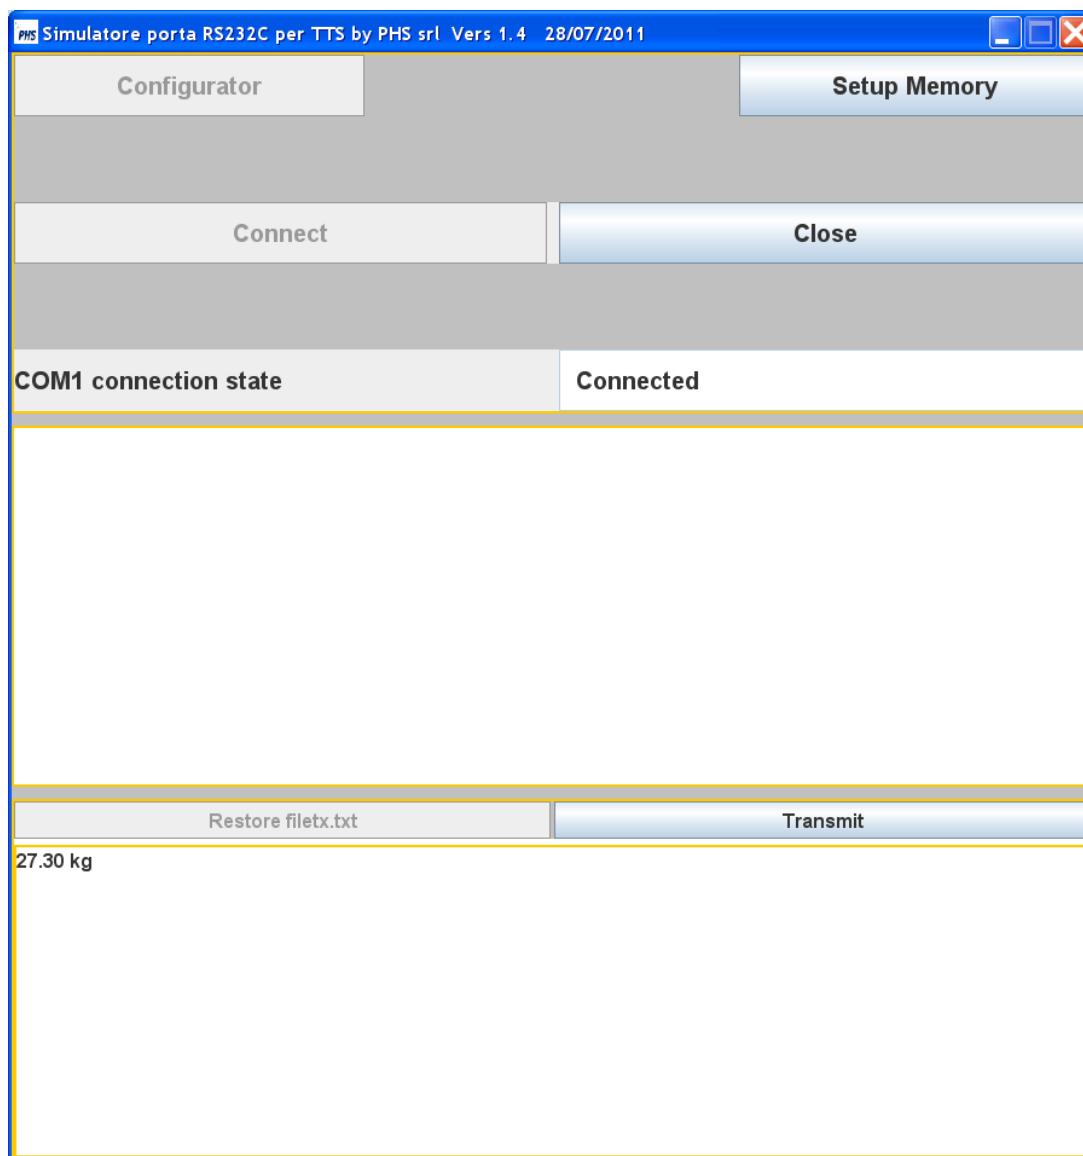 PHS Simulatore porta RS232C per TTS by PHS srl Vers 1.4 28/07/2011
Configurator Setup Memory
Connect Close
COM1 connection state Connected
Restore filetx.txt Transmit
27.30 kg